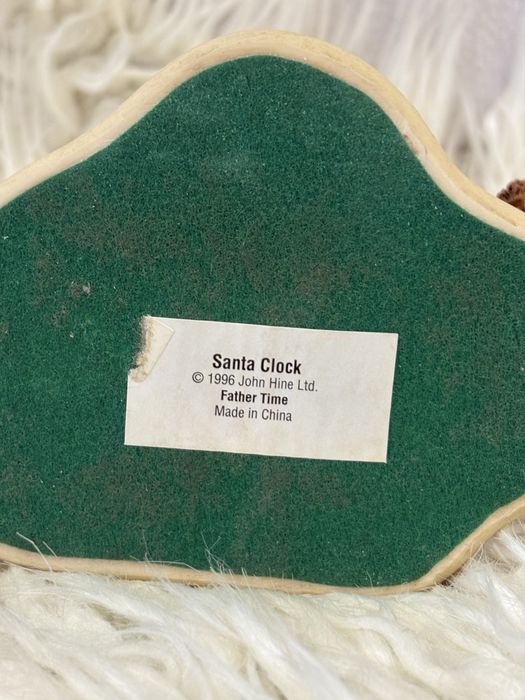 Santa Clock
© 1996 John Hine Ltd.
Father Time
Made in China